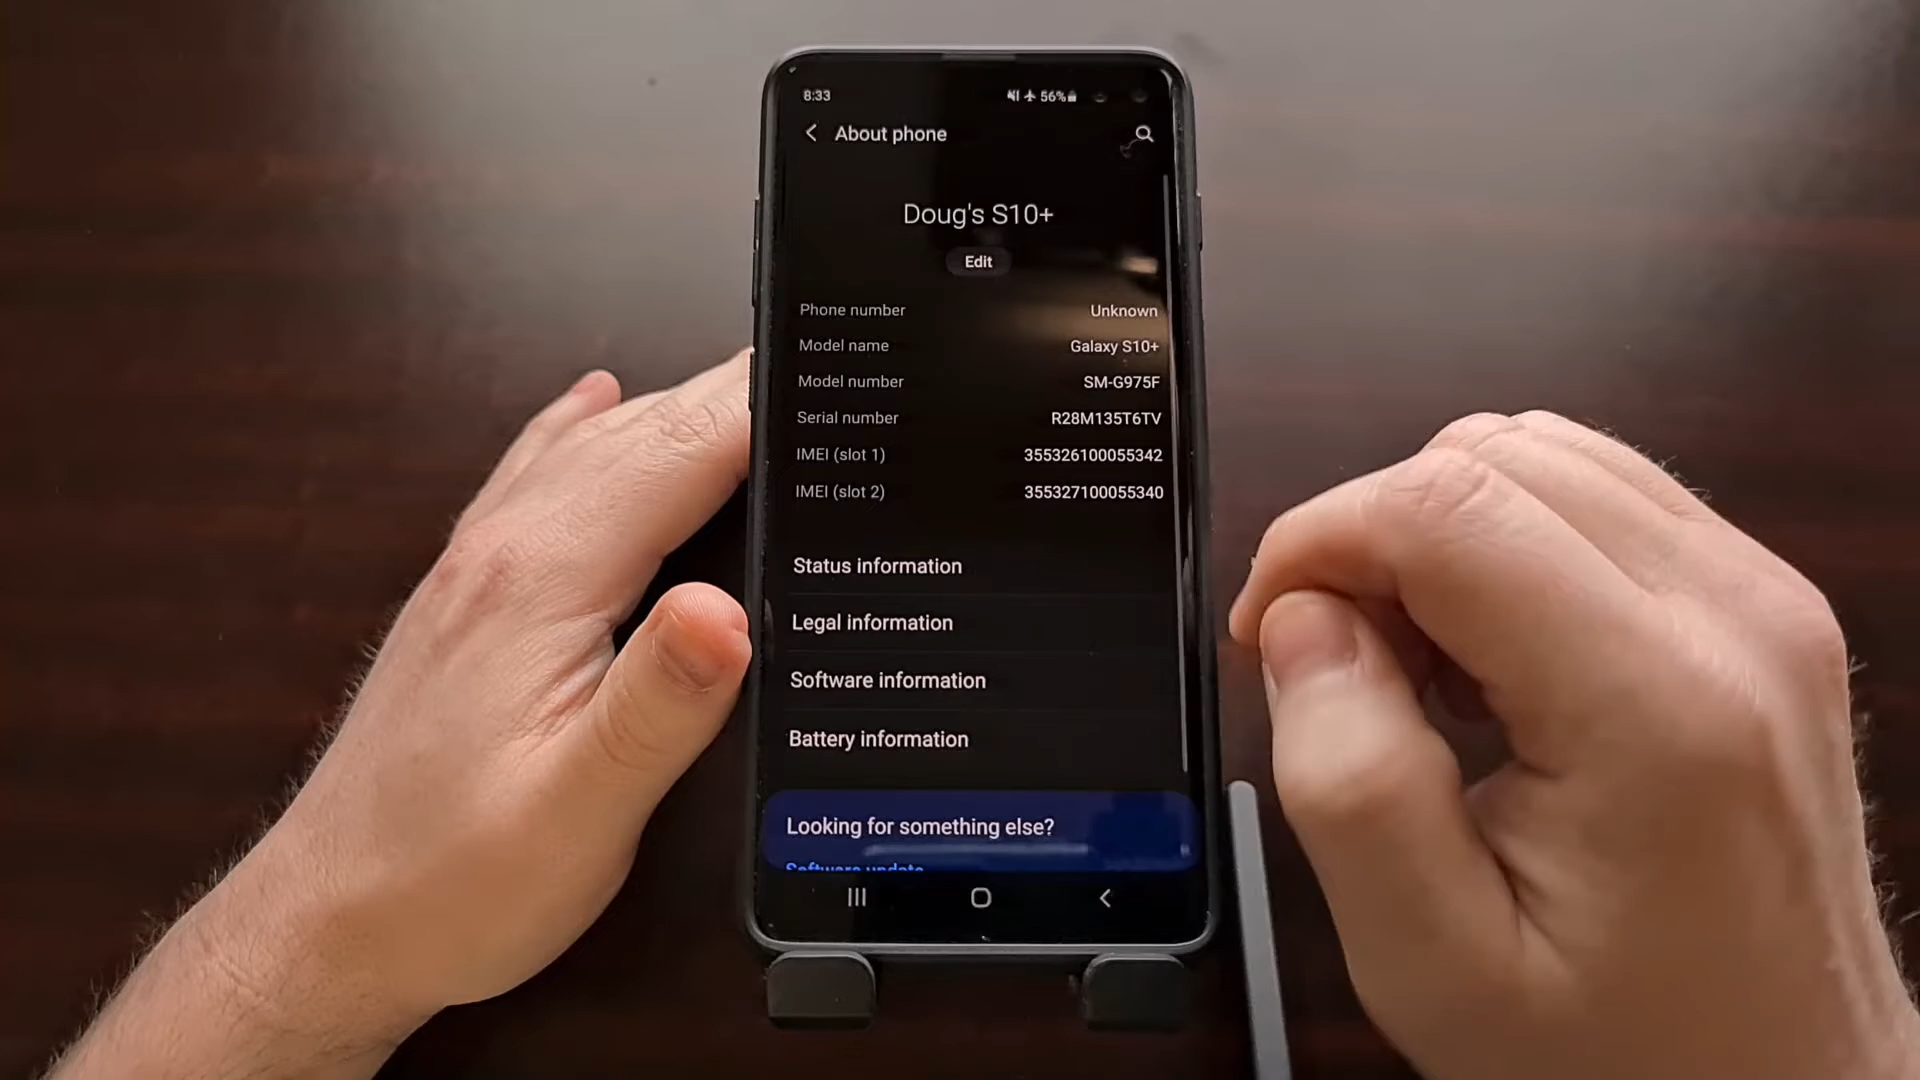 8:33 56%
About phone
Doug's S10+
Edit
Phone number Unknown
Model name Galaxy S10+
Model number SM-G975F
Serial number R28M135T6TV
IMEI (slot 1) 355326100055342
IMEI (slot 2) 355327100055340
Status information
Legal information
Software information
Battery information
Looking for something else?
Software update